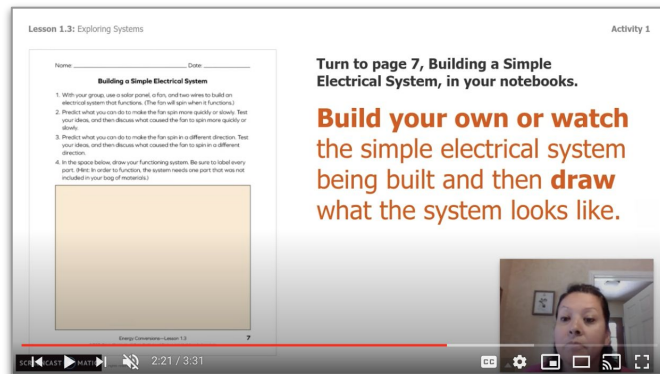 Lesson 1.3: Exploring Systems
Activity 1
Name: Date:
Building a Simple Electrical System
1. With your group, use a solar panel, a fan, and two wires to build an
electrical system that functions. (The fan will spin when it functions.)
2. Predict what you can do to make the fan spin more quickly or slowly. Test
your ideas, and then discuss what caused the fan to spin more quickly or
slowly.
3. Predict what you can do to make the fan spin in a different direction. Test
your ideas, and then discuss what caused the fan to spin in a different
direction.
4. In the space below, draw your functioning system. Be sure to label every
part. (Hint: In order to function, the system needs one part that was not
included in your bag of materials.)
Energy Conversions—Lesson 1.3
7
Turn to page 7, Building a Simple
Electrical System, in your notebooks.
Build your own or watch
the simple electrical system
being built and then draw
what the system looks like.
2:21 / 3:31
CC